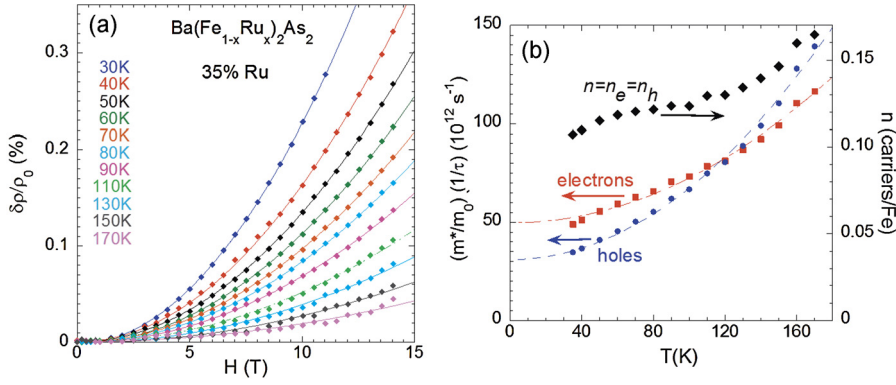 (a)
Ba(Fe1-xRux)2As2
35% Ru
30K
40K
50K
60K
70K
80K
90K
110K
130K
150K
170K
δρ/ρ0 (%)
0.3
0.2
0.1
0
0 5 10 15
H (T)
(b)
n=ne=nh
electrons
holes
(m*/m0) (1/τ) (10^12 s^-1)
150
100
50
0
0 40 80 120 160
T(K)
0.15
0.10
0.05
0
n (carriers/Fe)